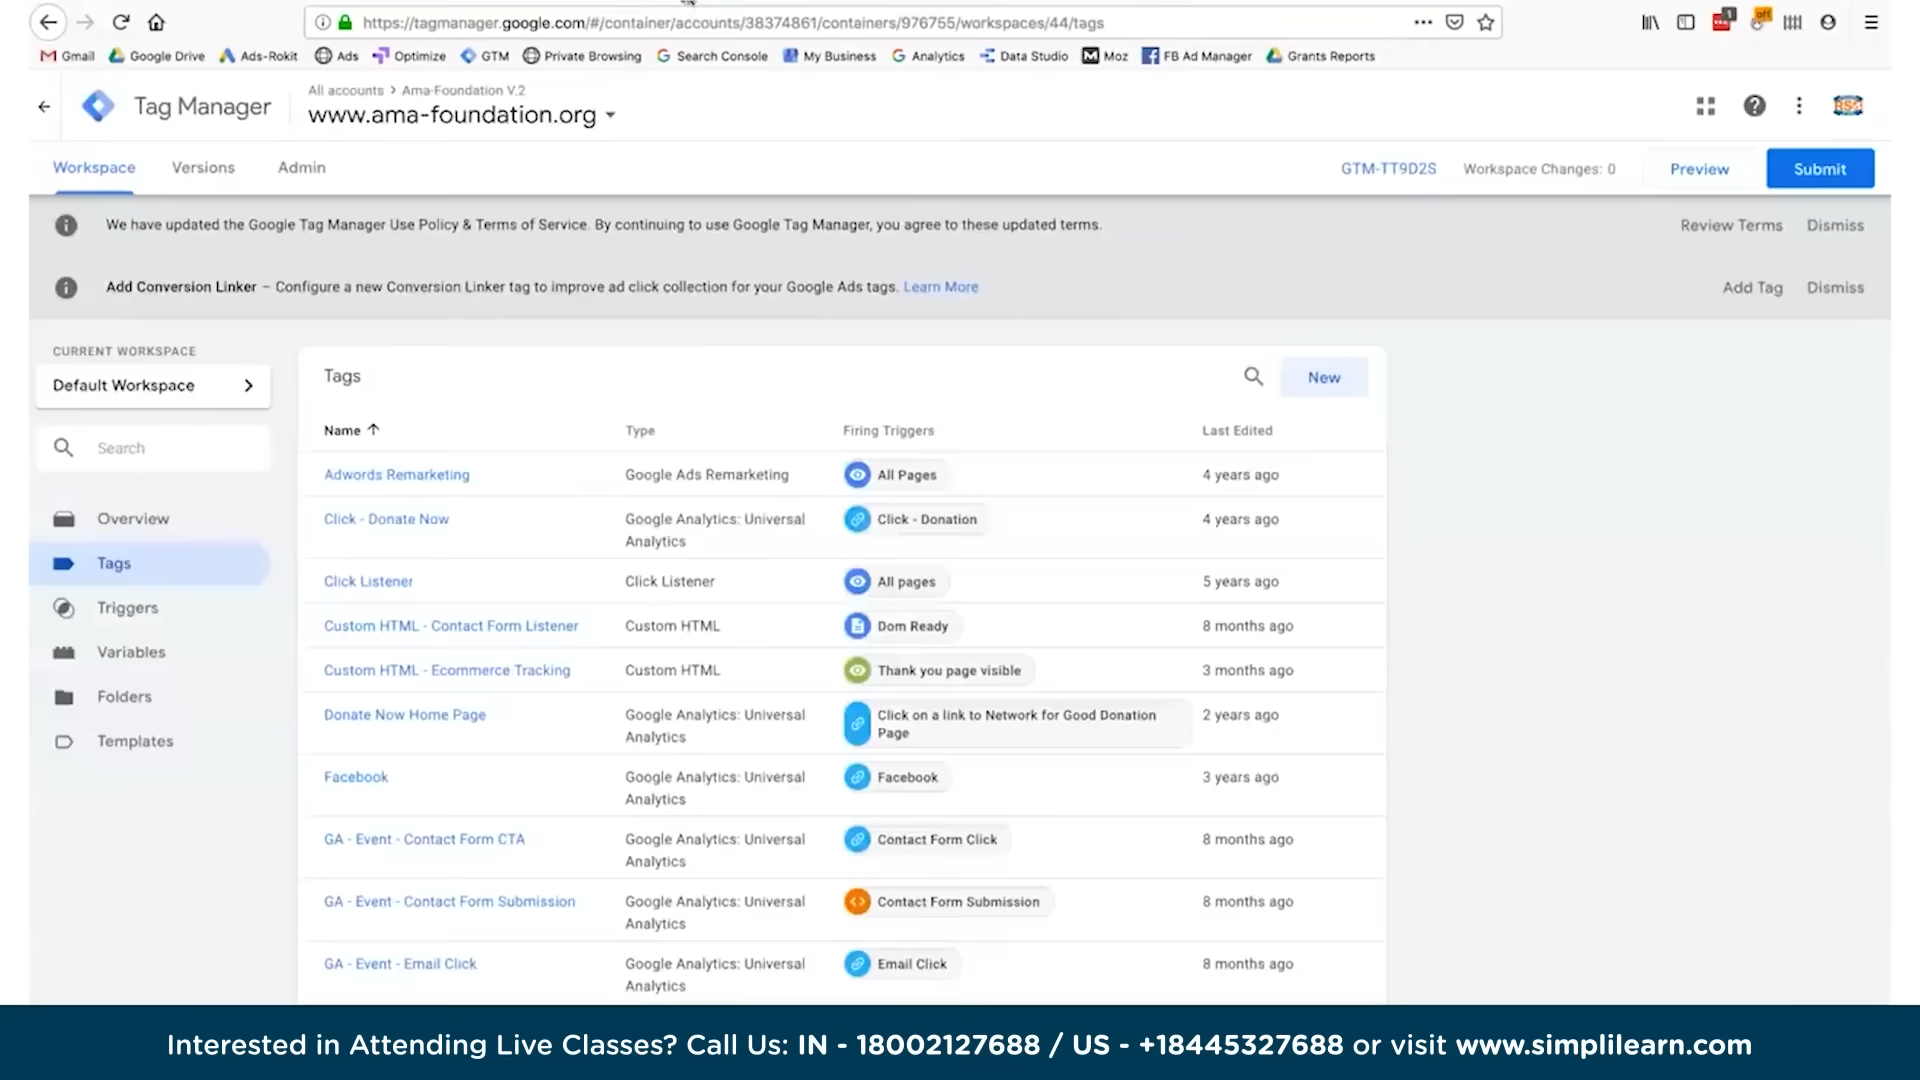 https://tagmanager.google.com/#/container/accounts/38374861/containers/976755/workspaces/44/tags
1
off
Gmail Google Drive Ads-Rokit Ads Optimize GTM Private Browsing Search Console My Business Analytics Data Studio Moz FB Ad Manager Grants Reports
Tag Manager
All accounts > Ama-Foundation V.2
www.ama-foundation.org
Workspace Versions Admin
GTM-TT9D2S Workspace Changes: 0 Preview Submit
We have updated the Google Tag Manager Use Policy & Terms of Service. By continuing to use Google Tag Manager, you agree to these updated terms. Review Terms Dismiss
Add Conversion Linker – Configure a new Conversion Linker tag to improve ad click collection for your Google Ads tags. Learn More Add Tag Dismiss
CURRENT WORKSPACE
Default Workspace
Search
Overview
Tags
Triggers
Variables
Folders
Templates
Tags New
Name Type Firing Triggers Last Edited
Adwords Remarketing Google Ads Remarketing All Pages 4 years ago
Click - Donate Now Google Analytics: Universal Click - Donation 4 years ago
Analytics
Click Listener Click Listener All pages 5 years ago
Custom HTML - Contact Form Listener Custom HTML Dom Ready 8 months ago
Custom HTML - Ecommerce Tracking Custom HTML Thank you page visible 3 months ago
Donate Now Home Page Google Analytics: Universal Click on a link to Network for Good Donation 2 years ago
Analytics Page
Facebook Google Analytics: Universal Facebook 3 years ago
Analytics
GA - Event - Contact Form CTA Google Analytics: Universal Contact Form Click 8 months ago
Analytics
GA - Event - Contact Form Submission Google Analytics: Universal Contact Form Submission 8 months ago
Analytics
GA - Event - Email Click Google Analytics: Universal Email Click 8 months ago
Analytics
Interested in Attending Live Classes? Call Us: IN - 18002127688 / US - +18445327688 or visit www.simplilearn.com